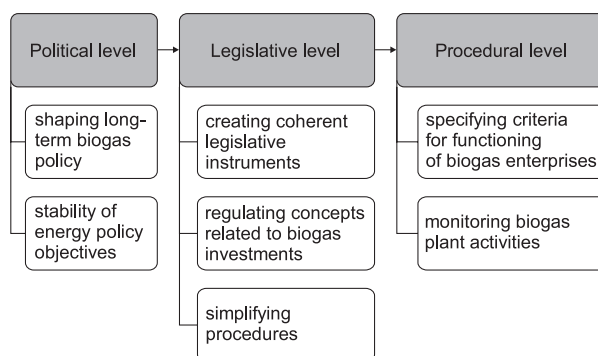 Political level
Legislative level
Procedural level
shaping long-
term biogas
policy
stability of
energy policy
objectives
creating coherent
legislative
instruments
regulating concepts
related to biogas
investments
simplifying
procedures
specifying criteria
for functioning
of biogas enterprises
monitoring biogas
plant activities